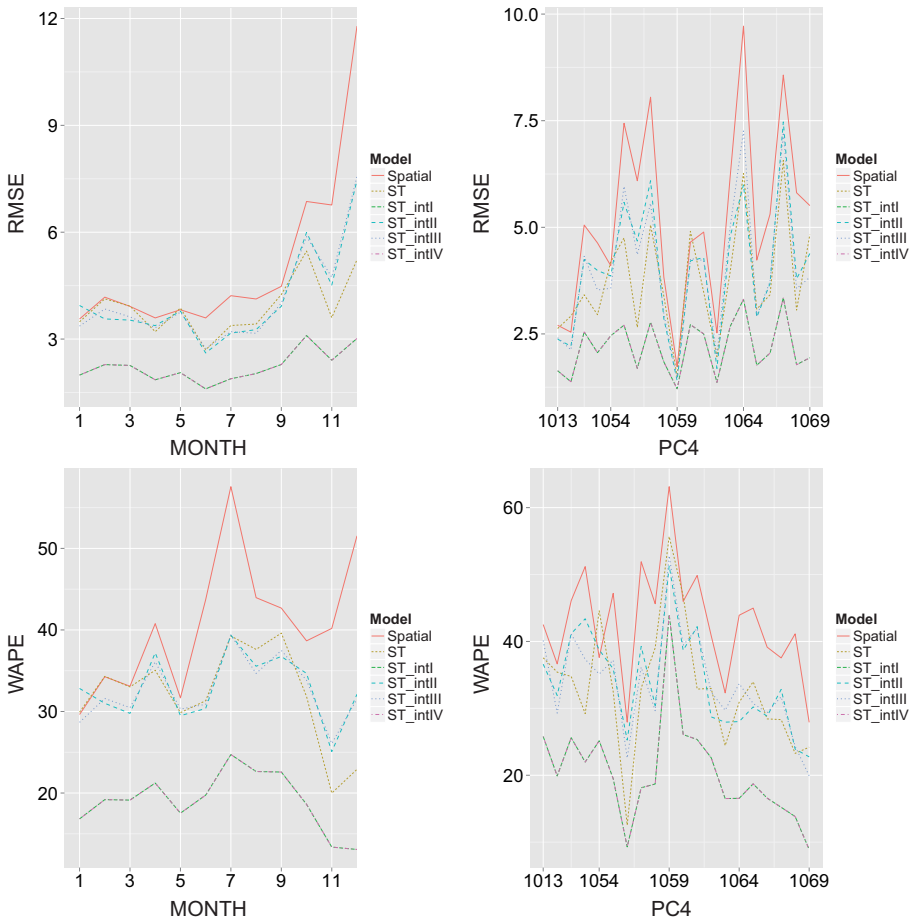 12
9
6
3
RMSE
1 3 5 7 9 11
MONTH
Model
Spatial
ST
ST_intI
ST_intII
ST_intIII
ST_intIV
10.0
7.5
5.0
2.5
RMSE
1013 1054 1059 1064 1069
PC4
Model
Spatial
ST
ST_intI
ST_intII
ST_intIII
ST_intIV
50
40
30
20
WAPE
1 3 5 7 9 11
MONTH
Model
Spatial
ST
ST_intI
ST_intII
ST_intIII
ST_intIV
60
40
20
WAPE
1013 1054 1059 1064 1069
PC4
Model
Spatial
ST
ST_intI
ST_intII
ST_intIII
ST_intIV